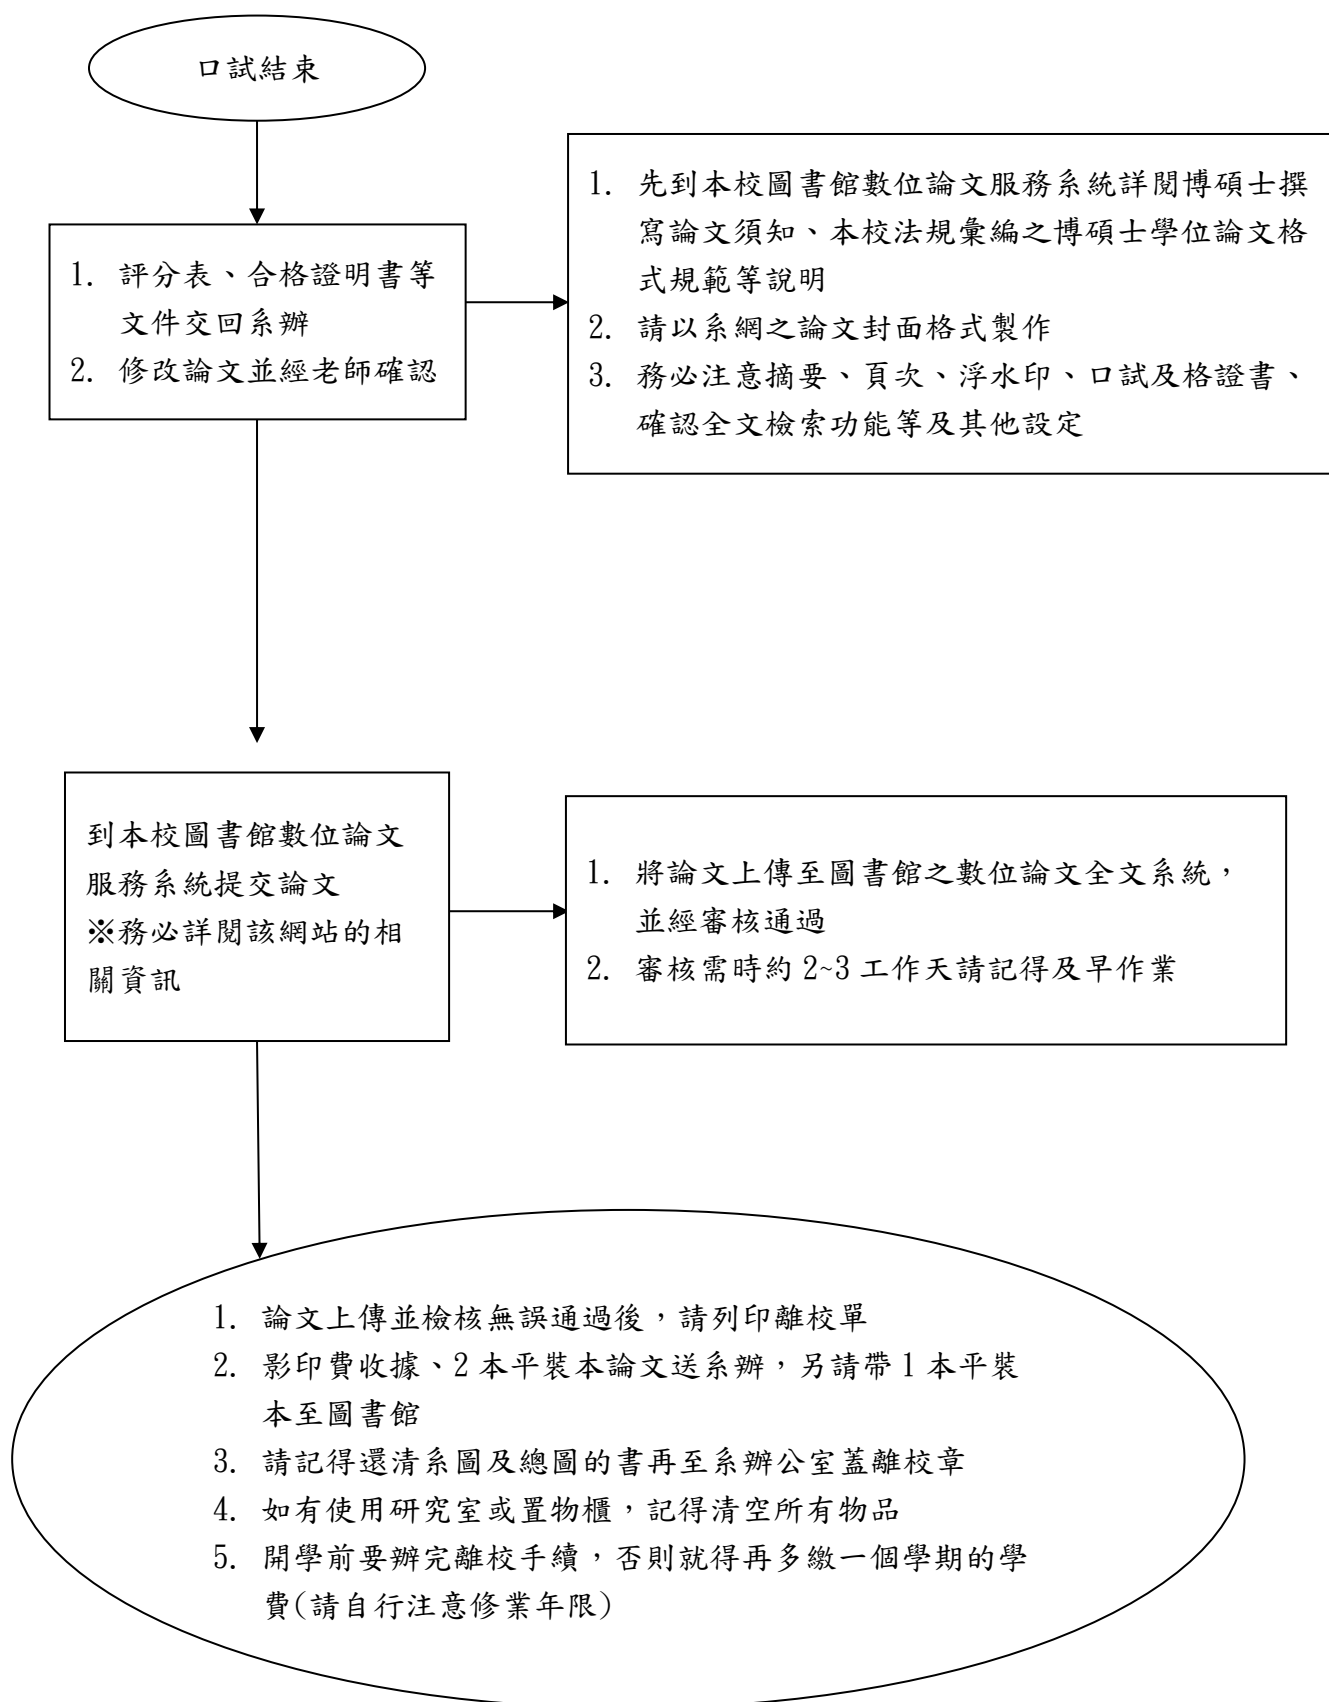 口試結束
1. 評分表、合格證明書等
文件交回系辦
2. 修改論文並經老師確認
1. 先到本校圖書館數位論文服務系統詳閱博碩士撰
寫論文須知、本校法規彙編之博碩士學位論文格
式規範等說明
2. 請以系網之論文封面格式製作
3. 務必注意摘要、頁次、浮水印、口試及格證書、
確認全文檢索功能等及其他設定
到本校圖書館數位論文
服務系統提交論文
※務必詳閱該網站的相
關資訊
1. 將論文上傳至圖書館之數位論文全文系統，
並經審核通過
2. 審核需時約 2~3 工作天請記得及早作業
1. 論文上傳並檢核無誤通過後，請列印離校單
2. 影印費收據、2 本平裝本論文送系辦，另請帶 1 本平裝
本至圖書館
3. 請記得還清系圖及總圖的書再至系辦公室蓋離校章
4. 如有使用研究室或置物櫃，記得清空所有物品
5. 開學前要辦完離校手續，否則就得再多繳一個學期的學
費(請自行注意修業年限)